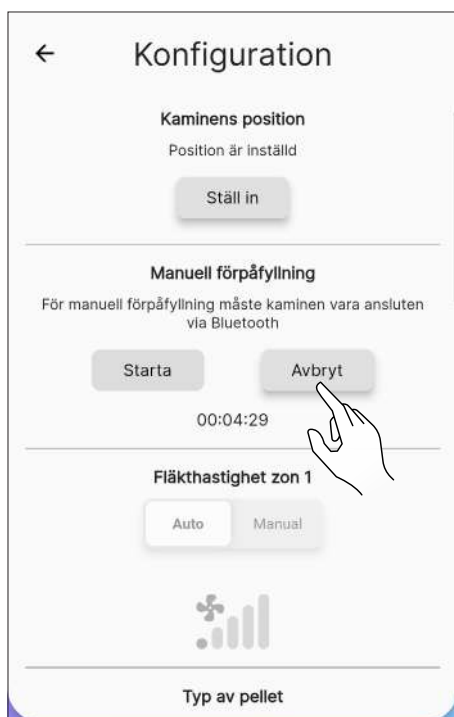 Konfiguration
Kaminens position
Position är inställd
Ställ in
Manuell förpåfyllning
För manuell förpåfyllning måste kaminen vara ansluten
via Bluetooth
Starta Avbryt
00:04:29
Fläkthastighet zon 1
Auto Manual
Typ av pellet